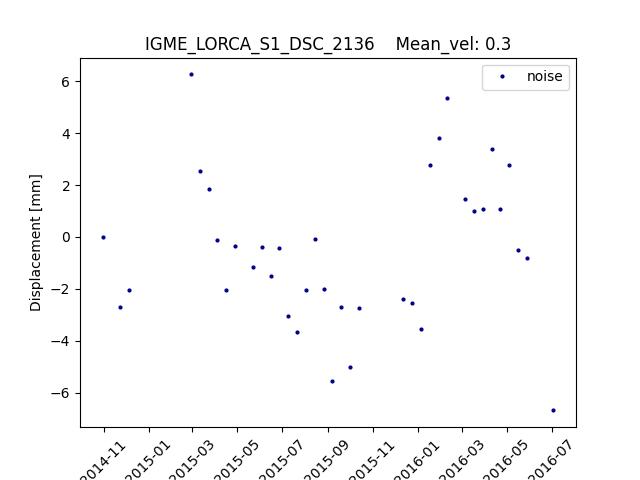 IGME_LORCA_S1_DSC_2136    Mean_vel: 0.3
noise
Displacement [mm]
6
4
2
0
−2
−4
−6
2014-11 2015-01 2015-03 2015-05 2015-07 2015-09 2015-11 2016-01 2016-03 2016-05 2016-07